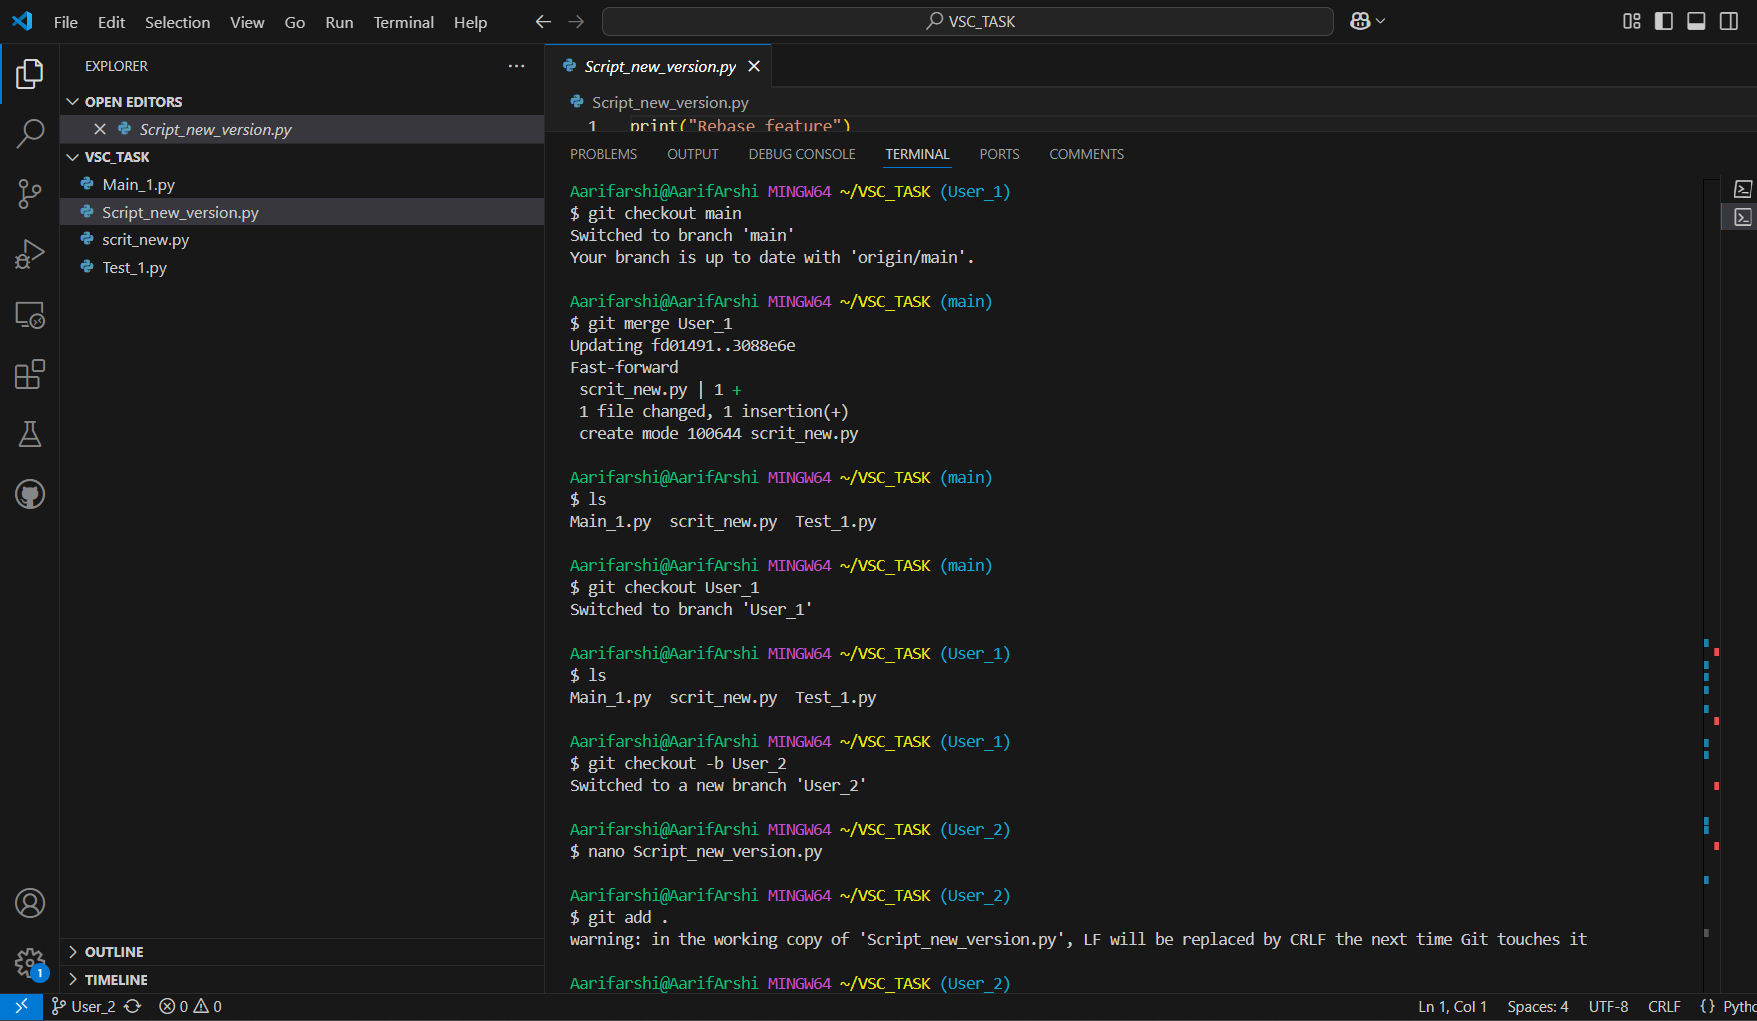 File Edit Selection View Go Run Terminal Help
VSC_TASK
EXPLORER
OPEN EDITORS
Script_new_version.py
VSC_TASK
Main_1.py
Script_new_version.py
scrit_new.py
Test_1.py
OUTLINE
TIMELINE
Script_new_version.py
Script_new_version.py
1 print("Rebase feature")
PROBLEMS OUTPUT DEBUG CONSOLE TERMINAL PORTS COMMENTS
Aarifarshi@AarifArshi MINGW64 ~/VSC_TASK (User_1)
$ git checkout main
Switched to branch 'main'
Your branch is up to date with 'origin/main'.
Aarifarshi@AarifArshi MINGW64 ~/VSC_TASK (main)
$ git merge User_1
Updating fd01491..3088e6e
Fast-forward
scrit_new.py | 1 +
1 file changed, 1 insertion(+)
create mode 100644 scrit_new.py
Aarifarshi@AarifArshi MINGW64 ~/VSC_TASK (main)
$ ls
Main_1.py scrit_new.py Test_1.py
Aarifarshi@AarifArshi MINGW64 ~/VSC_TASK (main)
$ git checkout User_1
Switched to branch 'User_1'
Aarifarshi@AarifArshi MINGW64 ~/VSC_TASK (User_1)
$ ls
Main_1.py scrit_new.py Test_1.py
Aarifarshi@AarifArshi MINGW64 ~/VSC_TASK (User_1)
$ git checkout -b User_2
Switched to a new branch 'User_2'
Aarifarshi@AarifArshi MINGW64 ~/VSC_TASK (User_2)
$ nano Script_new_version.py
Aarifarshi@AarifArshi MINGW64 ~/VSC_TASK (User_2)
$ git add .
warning: in the working copy of 'Script_new_version.py', LF will be replaced by CRLF the next time Git touches it
Aarifarshi@AarifArshi MINGW64 ~/VSC_TASK (User_2)
1
User_2 0 0 Ln 1, Col 1 Spaces: 4 UTF-8 CRLF {} Pytho